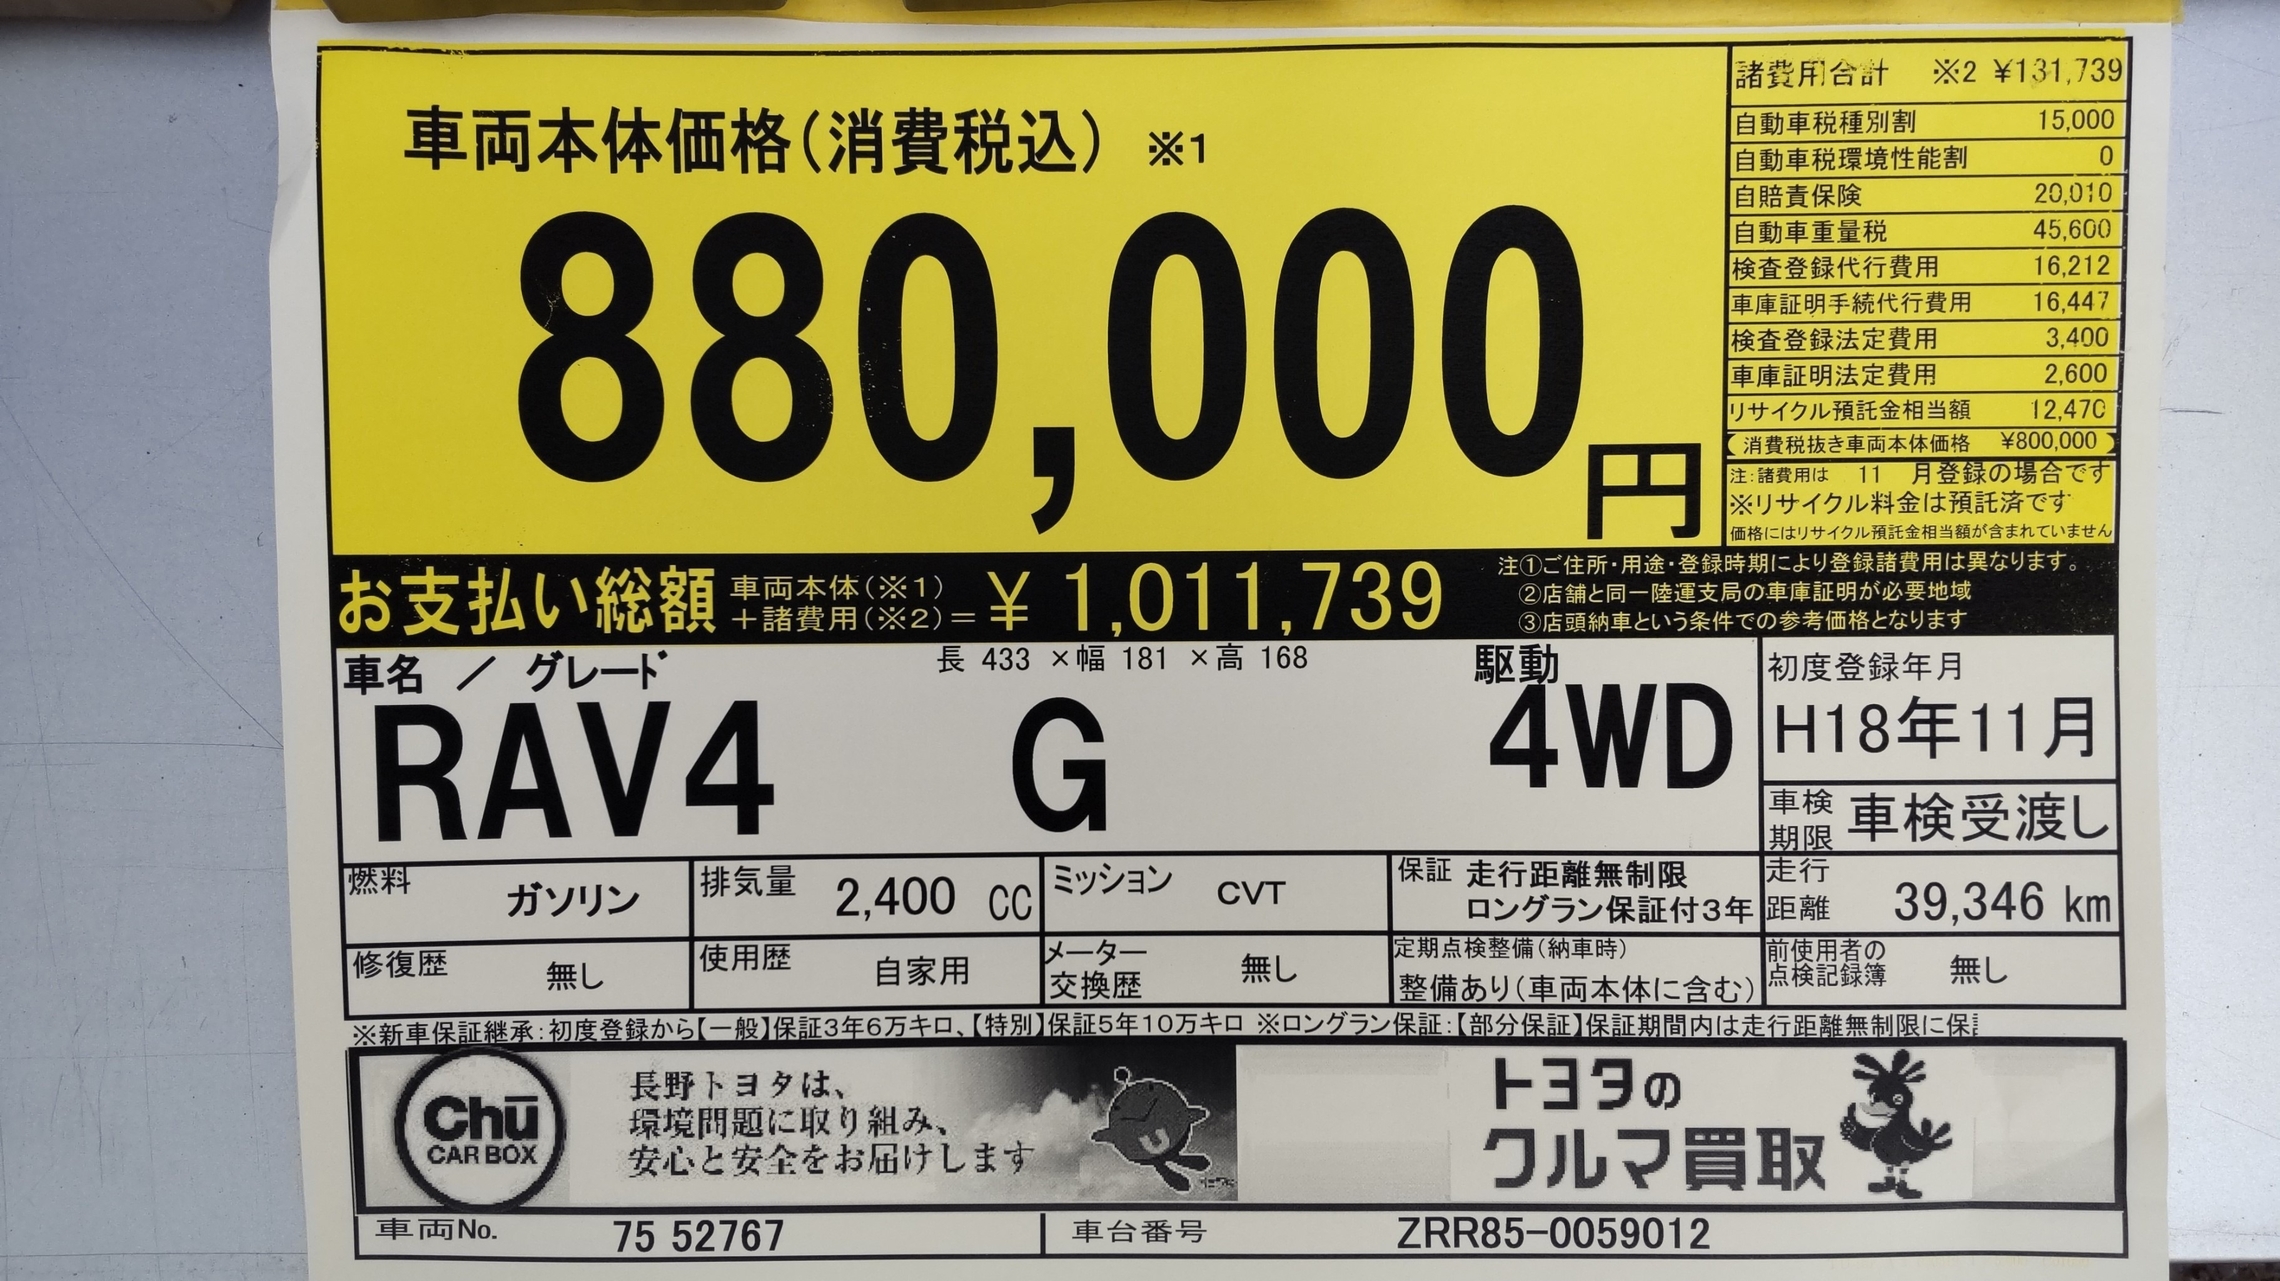 車両本体価格(消費税込) ※1
880,000円
諸費用合計 ※2 ¥131,739
自動車税種別割 15,000
自動車税環境性能割 0
自賠責保険 20,010
自動車重量税 45,600
検査登録代行費用 16,212
車庫証明手続代行費用 16,447
検査登録法定費用 3,400
車庫証明法定費用 2,600
リサイクル預託金相当額 12,470
(消費税抜き車両本体価格 ¥800,000)
注:諸費用は 11 月登録の場合です
※リサイクル料金は預託済です
価格にはリサイクル預託金相当額が含まれていません
お支払い総額 車両本体(※1)
+諸費用(※2)= ¥ 1,011,739
注①ご住所・用途・登録時期により登録諸費用は異なります。
②店舗と同一陸運支局の車庫証明が必要地域
③店頭納車という条件での参考価格となります
車名 / グレード 長 433 ×幅 181 ×高 168 駆動
RAV4 G 4WD
初度登録年月
H18年11月
車検期限 車検受渡し
燃料 ガソリン
排気量 2,400 CC
ミッション CVT
保証 走行距離無制限
ロングラン保証付3年
走行距離 39,346 km
修復歴 無し
使用歴 自家用
メーター交換歴 無し
定期点検整備(納車時)
整備あり(車両本体に含む)
前使用者の点検記録簿 無し
※新車保証継承:初度登録から【一般】保証3年6万キロ、【特別】保証5年10万キロ ※ロングラン保証:【部分保証】保証期間内は走行距離無制限に保
Chū
CAR BOX
長野トヨタは、
環境問題に取り組み、
安心と安全をお届けします
トヨタの
クルマ買取
車両No. 75 52767
車台番号 ZRR85-0059012